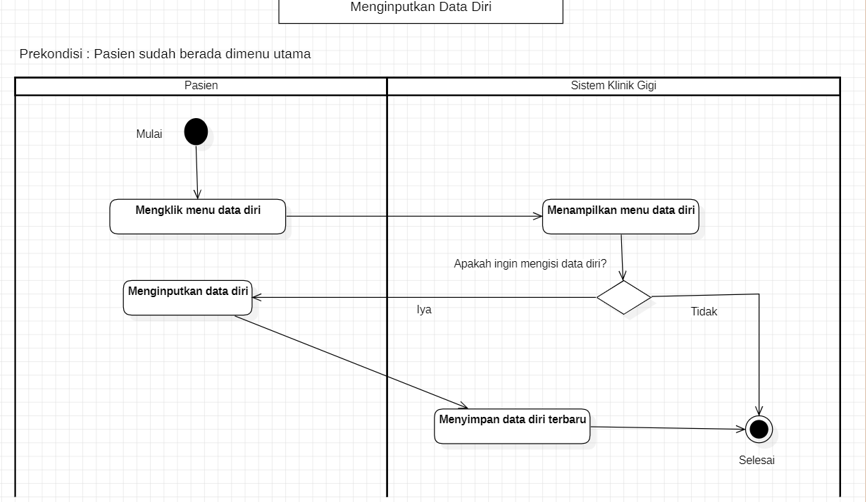 Menginputkan Data Diri
Prekondisi : Pasien sudah berada dimenu utama
Pasien
Sistem Klinik Gigi
Mulai
Mengklik menu data diri
Menampilkan menu data diri
Apakah ingin mengisi data diri?
Menginputkan data diri
Iya
Tidak
Menyimpan data diri terbaru
Selesai